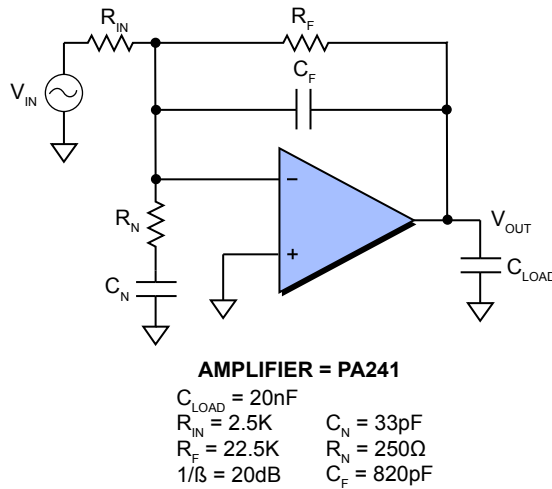 R_IN
R_F
C_F
V_IN
−
R_N
V_OUT
+
C_N
C_LOAD
AMPLIFIER = PA241
C_LOAD = 20nF
R_IN = 2.5K C_N = 33pF
R_F = 22.5K R_N = 250Ω
1/ß = 20dB C_F = 820pF